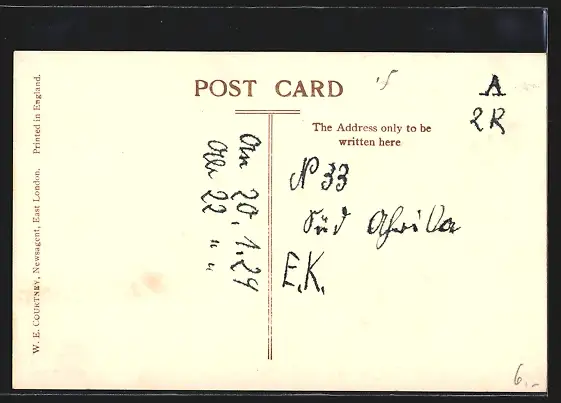 POST CARD
A
2R
The Address only to be
written here
N 33
Süd Afrika
E.K.
An 20.1.29
Ab 22 " "
W. E. COURTNEY, Newsagent, East London. Printed in England.
6.-